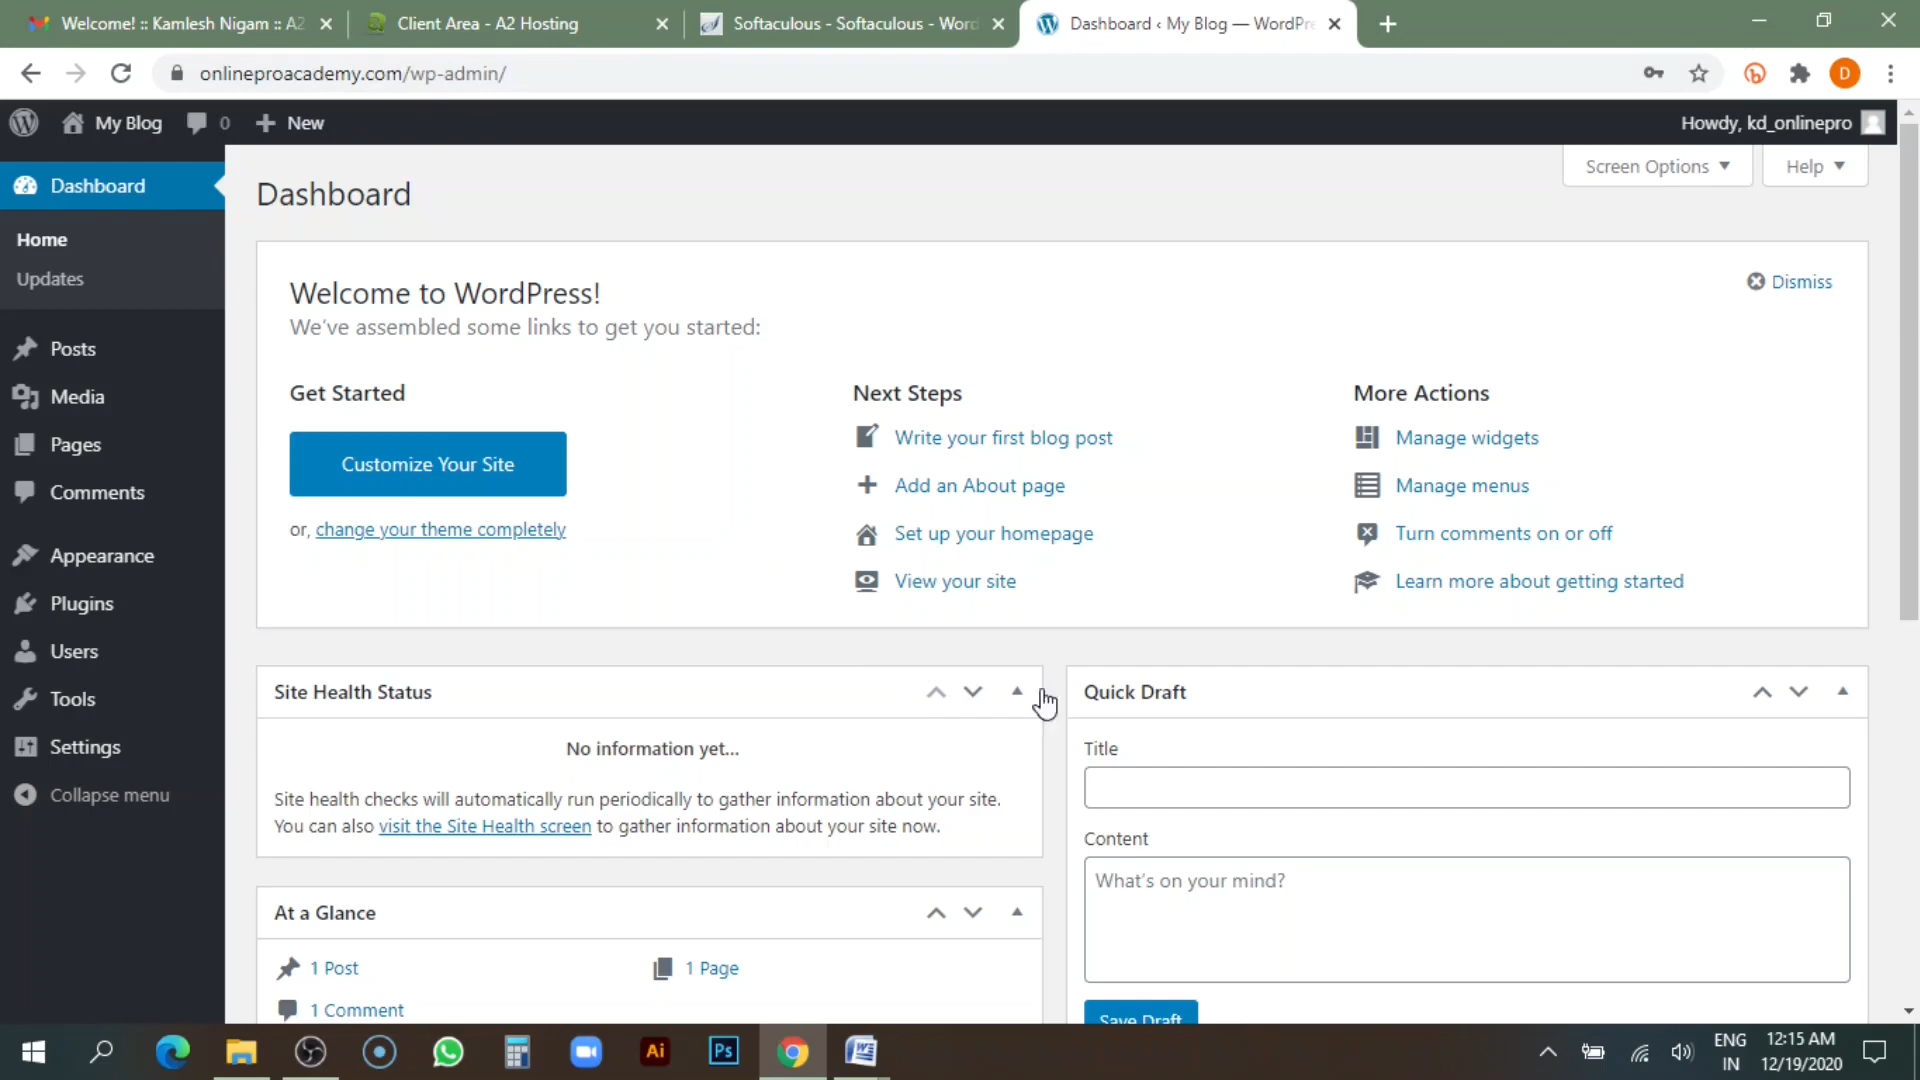 Welcome! :: Kamlesh Nigam :: A2
Client Area - A2 Hosting
Softaculous - Softaculous - Word
Dashboard ‹ My Blog — WordPre
onlineproacademy.com/wp-admin/
D
My Blog
0
New
Howdy, kd_onlinepro
Dashboard
Home
Updates
Posts
Media
Pages
Comments
Appearance
Plugins
Users
Tools
Settings
Collapse menu
Screen Options
Help
Dashboard
Welcome to WordPress!
We've assembled some links to get you started:
Dismiss
Get Started
Customize Your Site
or, change your theme completely
Next Steps
Write your first blog post
Add an About page
Set up your homepage
View your site
More Actions
Manage widgets
Manage menus
Turn comments on or off
Learn more about getting started
Site Health Status
No information yet...
Site health checks will automatically run periodically to gather information about your site.
You can also visit the Site Health screen to gather information about your site now.
At a Glance
1 Post
1 Page
1 Comment
Quick Draft
Title
Content
What's on your mind?
Save Draft
Ai
Ps
ENG
IN
12:15 AM
12/19/2020